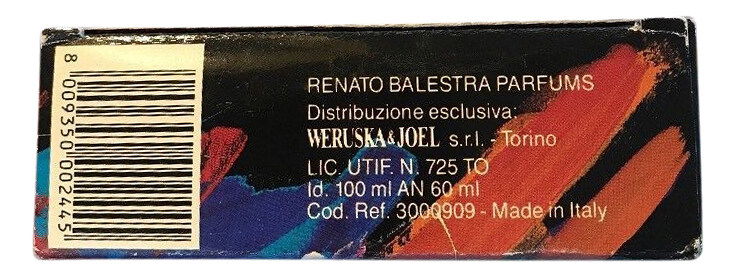 RENATO BALESTRA PARFUMS
Distribuzione esclusiva:
WERUSKA&JOEL s.r.l. - Torino
LIC. UTIF. N. 725 TO
Id. 100 ml AN 60 ml
Cod. Ref. 3000909 - Made in Italy
8 009350 002445